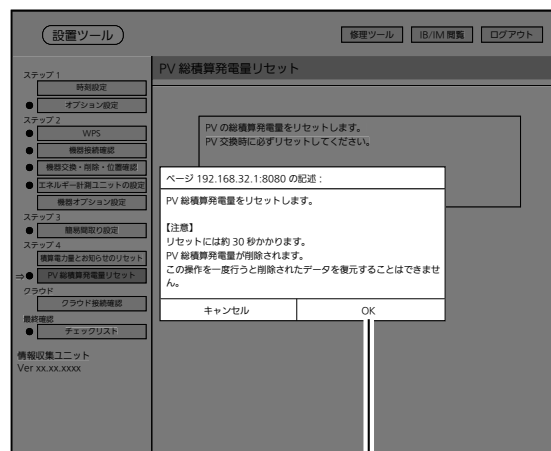 設置ツール
修理ツール
IB/IM 閲覧
ログアウト
PV 総積算発電量リセット
ステップ 1
時刻設定
● オプション設定
ステップ 2
● WPS
● 機器接続確認
● 機器交換・削除・位置確認
● エネルギー計測ユニットの設定
機器オプション設定
ステップ 3
● 簡易間取り設定
ステップ 4
積算電力量とお知らせのリセット
⇒● PV 総積算発電量リセット
クラウド
クラウド接続確認
最終確認
● チェックリスト
情報収集ユニット
Ver xx.xx.xxxx
PV の総積算発電量をリセットします。
PV 交換時に必ずリセットしてください。
ページ 192.168.32.1:8080 の記述 :
PV 総積算発電量をリセットします。
【注意】
リセットには約 30 秒かかります。
PV 総積算発電量が削除されます。
この操作を一度行うと削除されたデータを復元することはできませ
ん。
キャンセル
OK